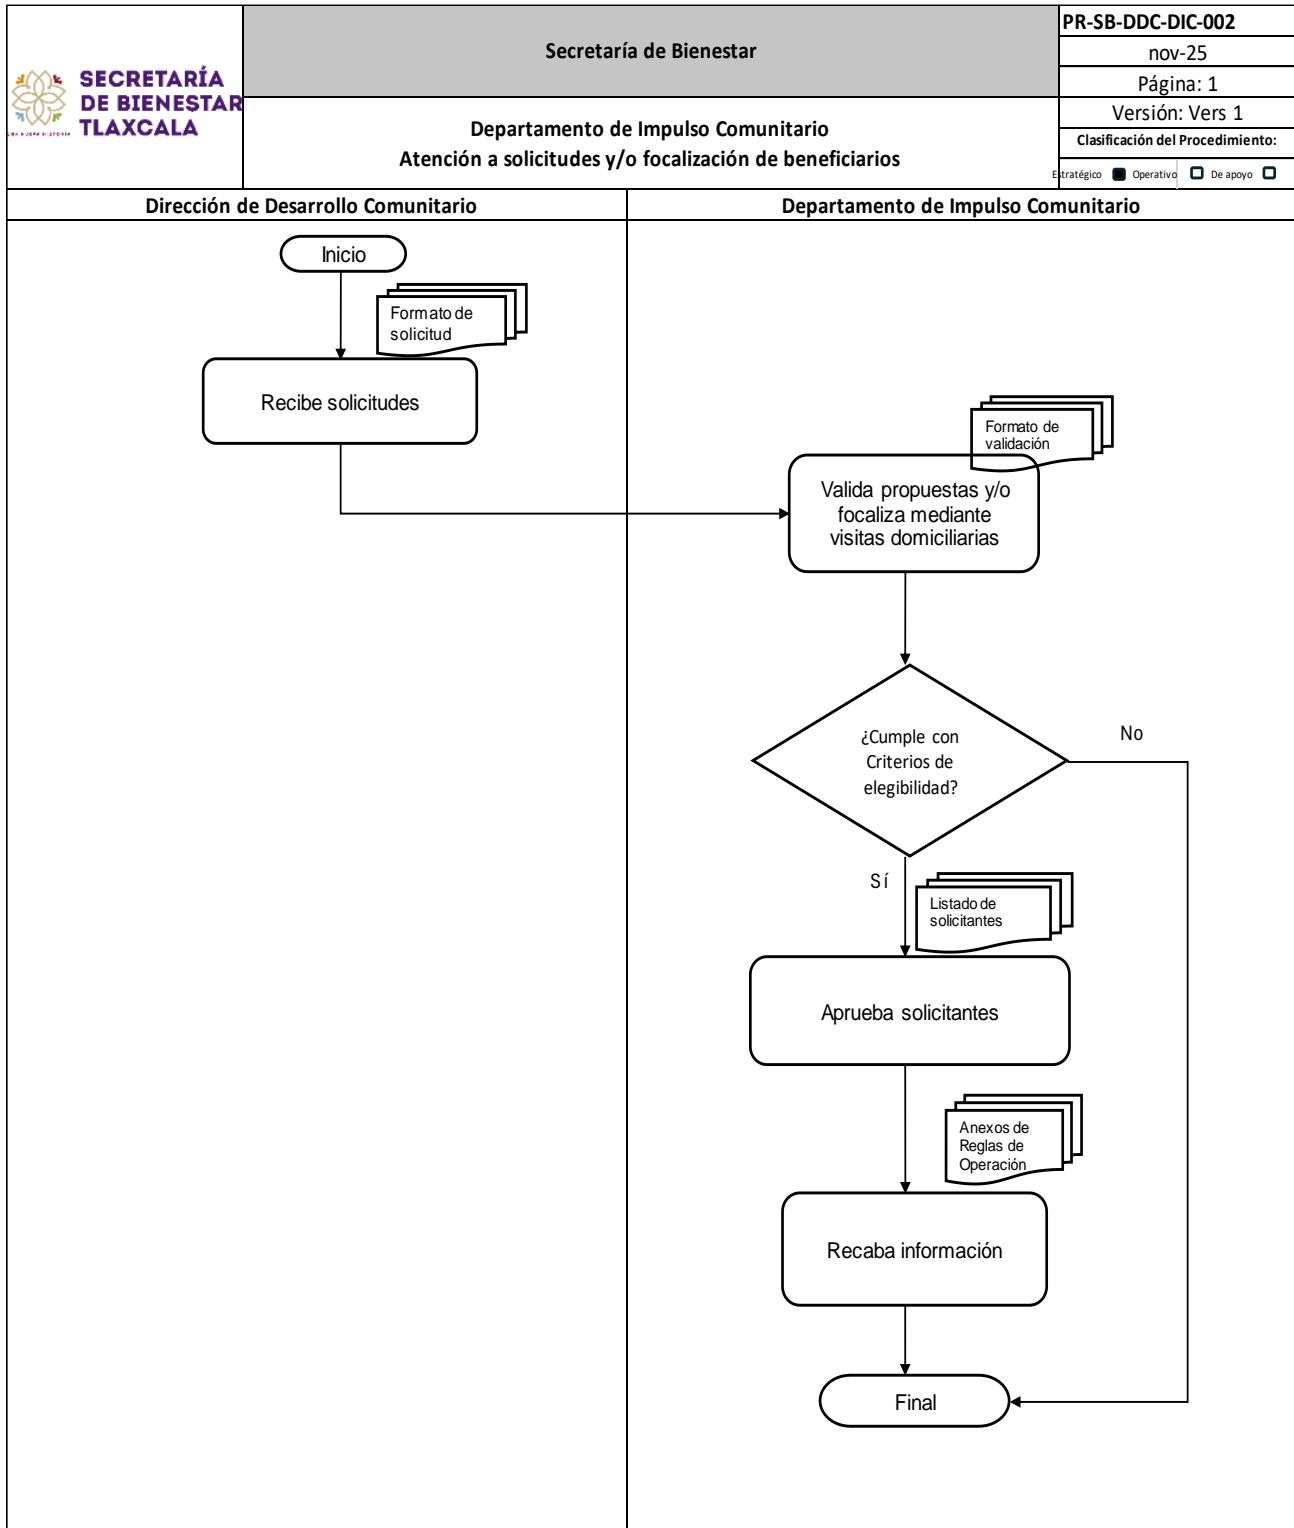 SECRETARÍA
DE BIENESTAR
TLAXCALA
UNA NUEVA HISTORIA
Secretaría de Bienestar
Departamento de Impulso Comunitario
Atención a solicitudes y/o focalización de beneficiarios
PR-SB-DDC-DIC-002
nov-25
Página: 1
Versión: Vers 1
Clasificación del Procedimiento:
Estratégico Operativo De apoyo
Dirección de Desarrollo Comunitario
Departamento de Impulso Comunitario
Inicio
Formato de
solicitud
Recibe solicitudes
Formato de
validación
Valida propuestas y/o
focaliza mediante
visitas domiciliarias
¿Cumple con
Criterios de
elegibilidad?
No
Sí
Listado de
solicitantes
Aprueba solicitantes
Anexos de
Reglas de
Operación
Recaba información
Final